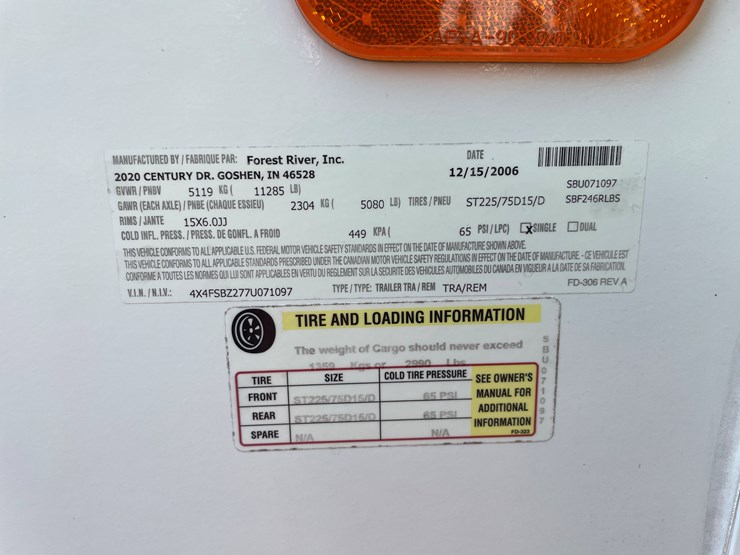 MANUFACTURED BY / FABRIQUE PAR: Forest River, Inc.
DATE
2020 CENTURY DR. GOSHEN, IN 46528
12/15/2006
SBU071097
GVWR / PNBV 5119 KG ( 11285 LB)
GAWR (EACH AXLE) / PNBE (CHAQUE ESSIEU) 2304 KG ( 5080 LB) TIRES / PNEU ST225/75D15/D SBF246RLBS
RIMS / JANTE 15X6.0JJ
COLD INFL. PRESS. / PRESS. DE GONFL. A FROID 449 KPA ( 65 PSI / LPC) X SINGLE DUAL
THIS VEHICLE CONFORMS TO ALL APPLICABLE U.S. FEDERAL MOTOR VEHICLE SAFETY STANDARDS IN EFFECT ON THE DATE OF MANUFACTURE SHOWN ABOVE.
THIS VEHICLE CONFORMS TO ALL APPLICABLE STANDARDS PRESCRIBED UNDER THE CANADIAN MOTOR VEHICLE SAFETY REGULATIONS IN EFFECT ON THE DATE OF MANUFACTURE. - CE VEHICULE EST
CONFORME A TOUTES LES NORMES QUI LUI SONT APPLICABLES EN VERTU DU REGLEMENT SUR LA SECURITE DES VEHICULES AUTOMOBILES DU CANADA EN VIGUEUR A LA DATE DE SA FABRICATION.
V.I.N. / N.I.V.: 4X4FSBZ277U071097 TYPE / TYPE: TRAILER TRA / REM TRA/REM FD-306 REV A
TIRE AND LOADING INFORMATION
The weight of Cargo should never exceed
1359 Kgs or 2990 Lbs
TIRE SIZE COLD TIRE PRESSURE
FRONT ST225/75D15/D 65 PSI
REAR ST225/75D15/D 65 PSI
SPARE N/A N/A
SEE OWNER'S
MANUAL FOR
ADDITIONAL
INFORMATION
FD-323
SBU071097